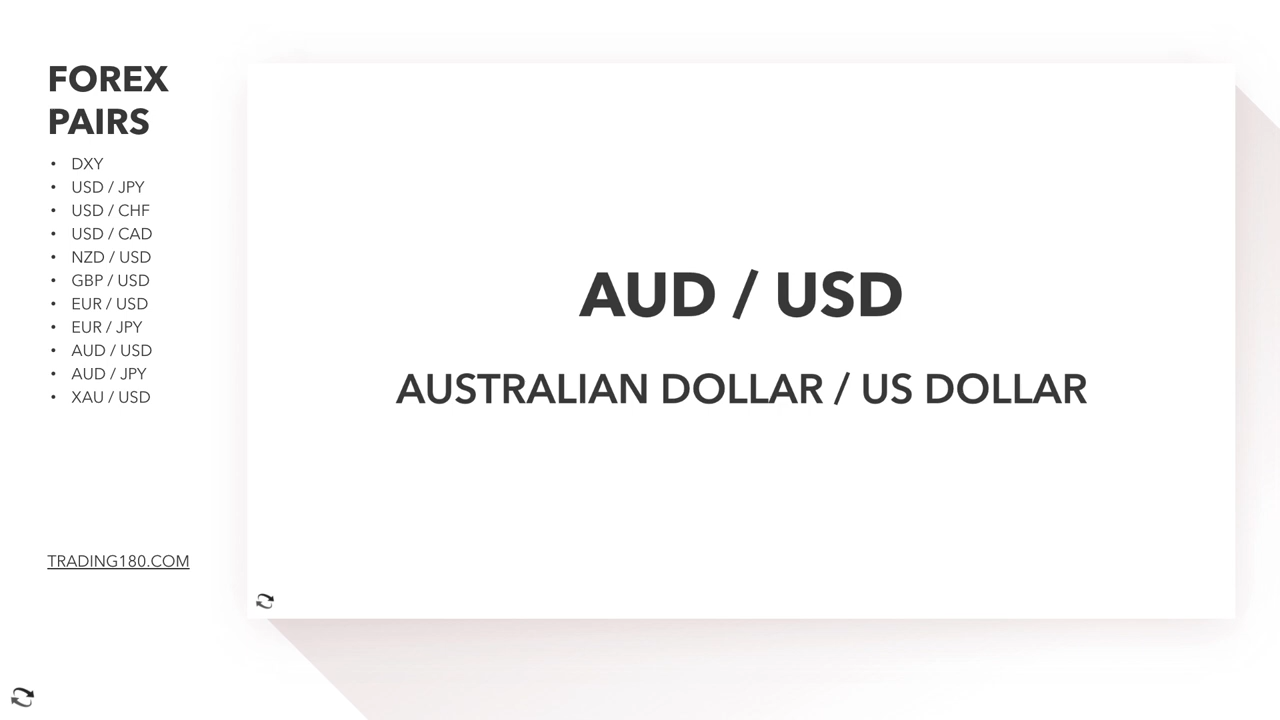 FOREX
PAIRS
• DXY
• USD / JPY
• USD / CHF
• USD / CAD
• NZD / USD
• GBP / USD
• EUR / USD
• EUR / JPY
• AUD / USD
• AUD / JPY
• XAU / USD
TRADING180.COM
AUD / USD
AUSTRALIAN DOLLAR / US DOLLAR